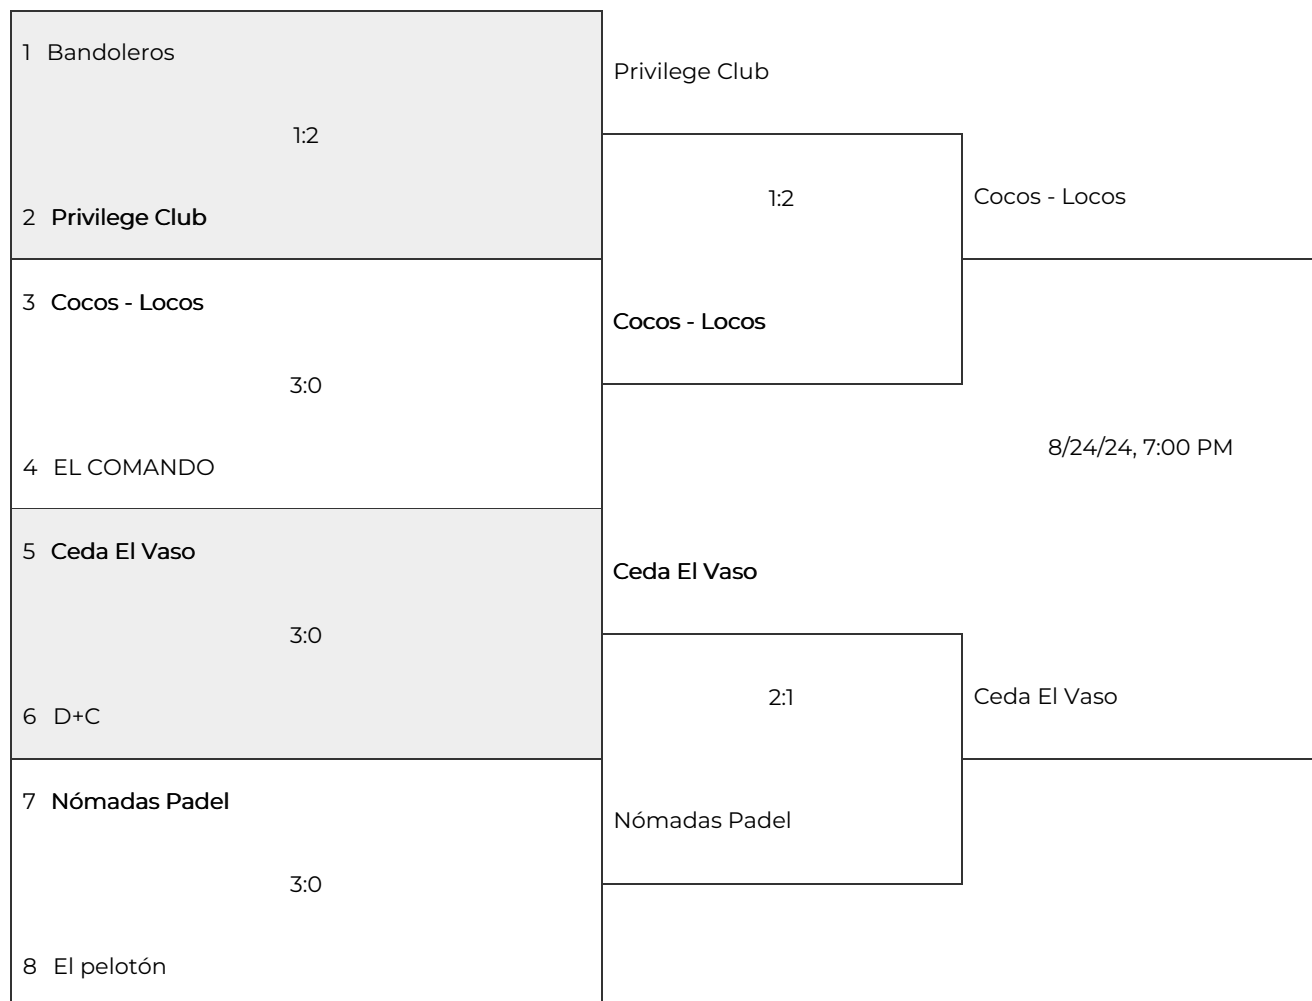 1 Bandoleros
1:2
2 Privilege Club
3 Cocos - Locos
3:0
4 EL COMANDO
5 Ceda El Vaso
3:0
6 D+C
7 Nómadas Padel
3:0
8 El pelotón
Privilege Club
1:2
Cocos - Locos
Ceda El Vaso
2:1
Nómadas Padel
Cocos - Locos
8/24/24, 7:00 PM
Ceda El Vaso